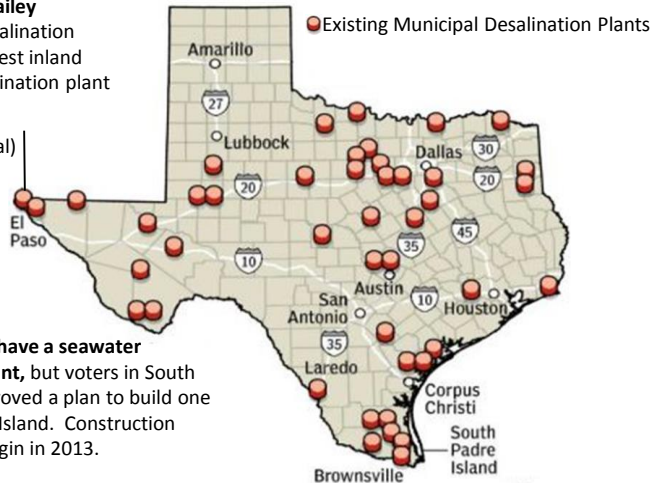 ailey
alination
est inland
ination plant
al)
Existing Municipal Desalination Plants
Amarillo
27
Lubbock
Dallas
30
20
20
El
Paso
10
35
45
Austin
10
Houston
San
Antonio
35
Laredo
Corpus
Christi
South
Padre
Island
Brownsville
have a seawater
nt, but voters in South
roved a plan to build one
Island. Construction
gin in 2013.